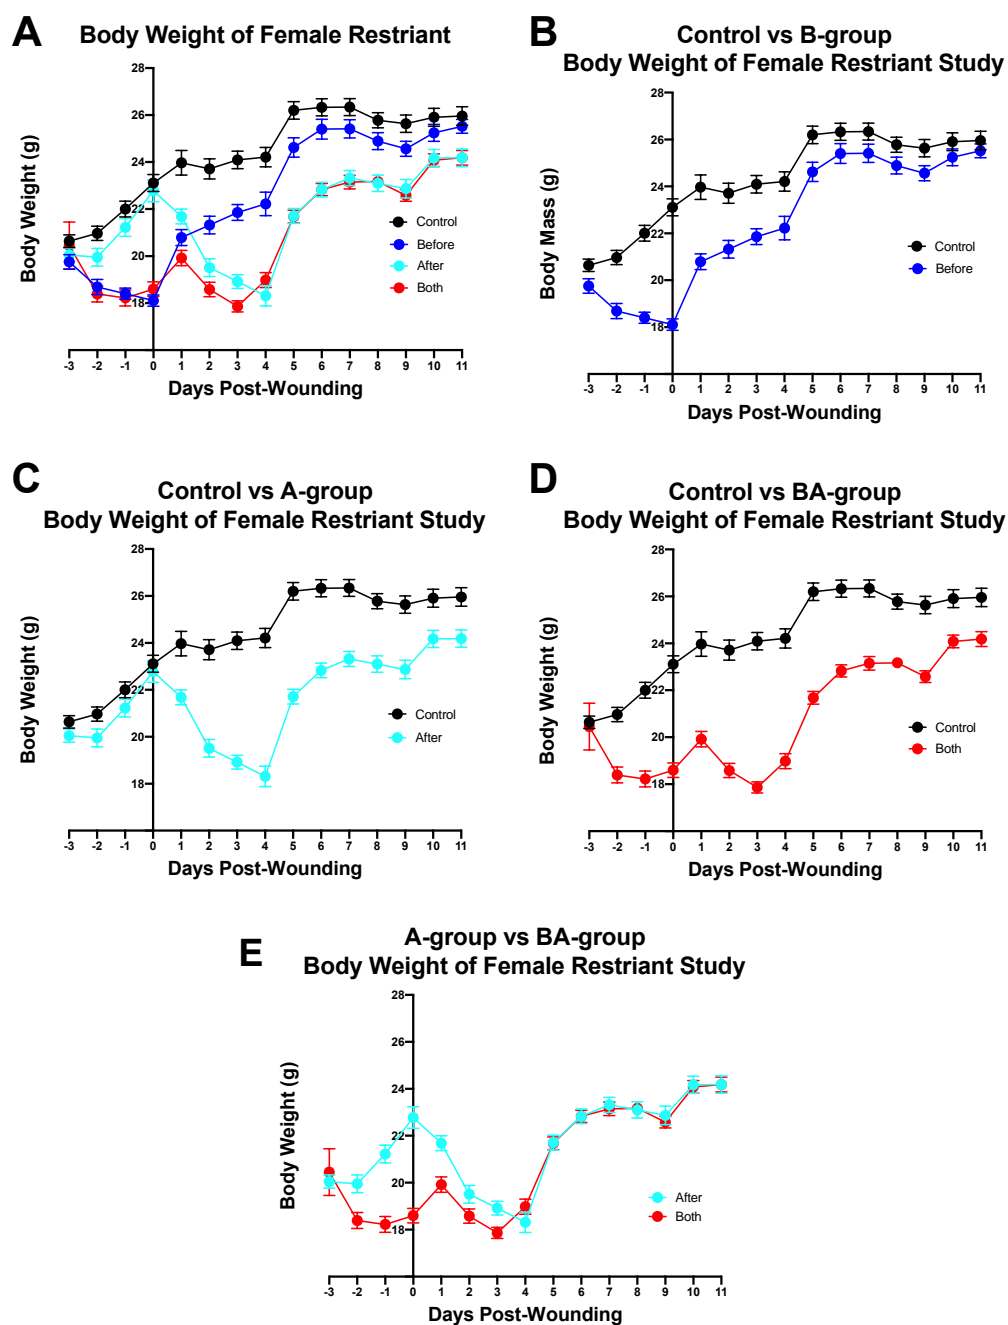 A
Body Weight of Female Restriant
Body Weight (g)
28
26
24
22
20
18
Control
Before
After
Both
-3 -2 -1 0 1 2 3 4 5 6 7 8 9 10 11
Days Post-Wounding
B
Control vs B-group
Body Weight of Female Restriant Study
Body Mass (g)
28
26
24
22
20
18
Control
Before
-3 -2 -1 0 1 2 3 4 5 6 7 8 9 10 11
Days Post-Wounding
C
Control vs A-group
Body Weight of Female Restriant Study
Body Weight (g)
28
26
24
22
20
18
Control
After
-3 -2 -1 0 1 2 3 4 5 6 7 8 9 10 11
Days Post-Wounding
D
Control vs BA-group
Body Weight of Female Restriant Study
Body Weight (g)
28
26
24
22
20
18
Control
Both
-3 -2 -1 0 1 2 3 4 5 6 7 8 9 10 11
Days Post-Wounding
E
A-group vs BA-group
Body Weight of Female Restriant Study
Body Weight (g)
28
26
24
22
20
18
After
Both
-3 -2 -1 0 1 2 3 4 5 6 7 8 9 10 11
Days Post-Wounding